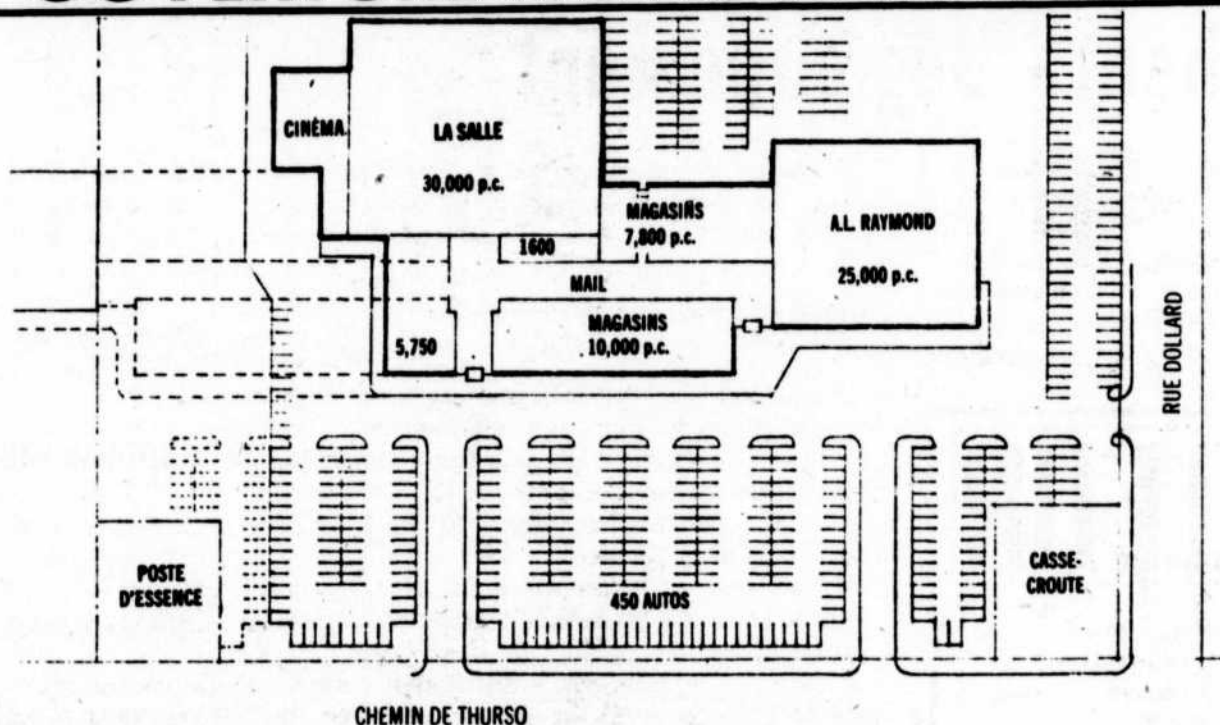 CINÉMA
LA SALLE
30,000 p.c.
MAGASINS
7,800 p.c.
A.L. RAYMOND
25,000 p.c.
1600
MAIL
MAGASINS
10,000 p.c.
5,750
RUE DOLLARD
POSTE
D'ESSENCE
450 AUTOS
CASSE-
CROUTE
CHEMIN DE THURSO